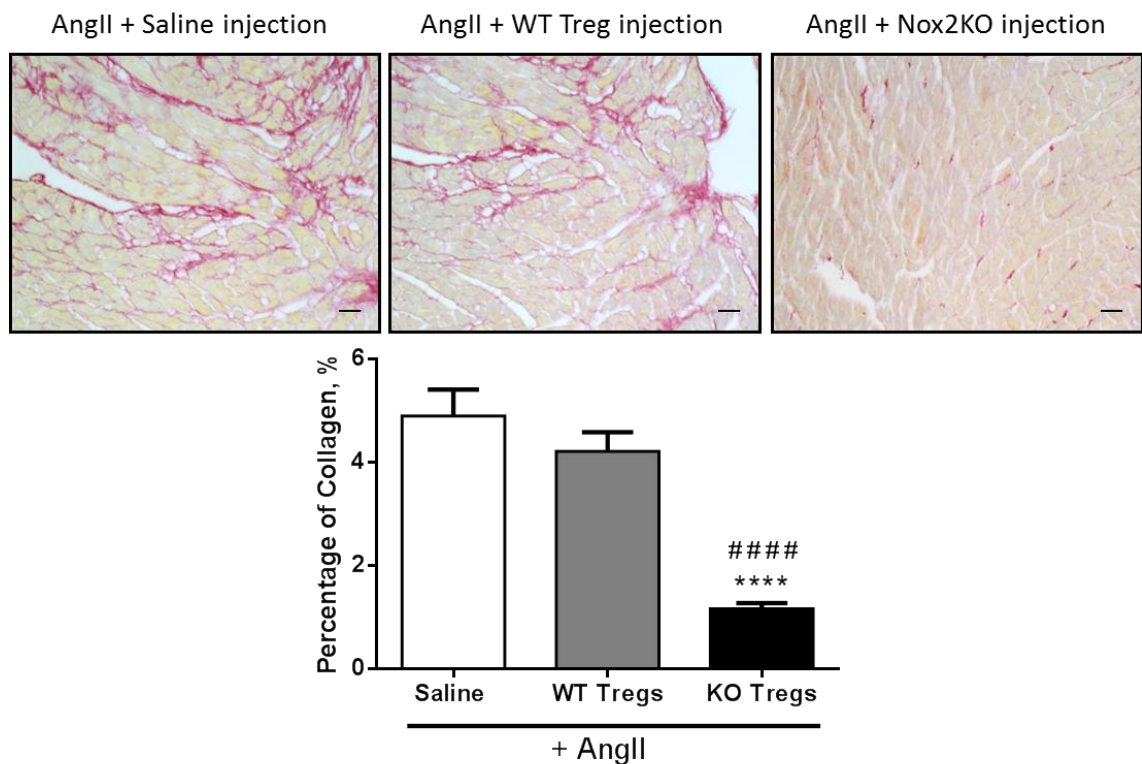 AngII + Saline injection
AngII + WT Treg injection
AngII + Nox2KO injection
Percentage of Collagen, %
6
4
2
0
####
****
Saline
WT Tregs
KO Tregs
+ AngII